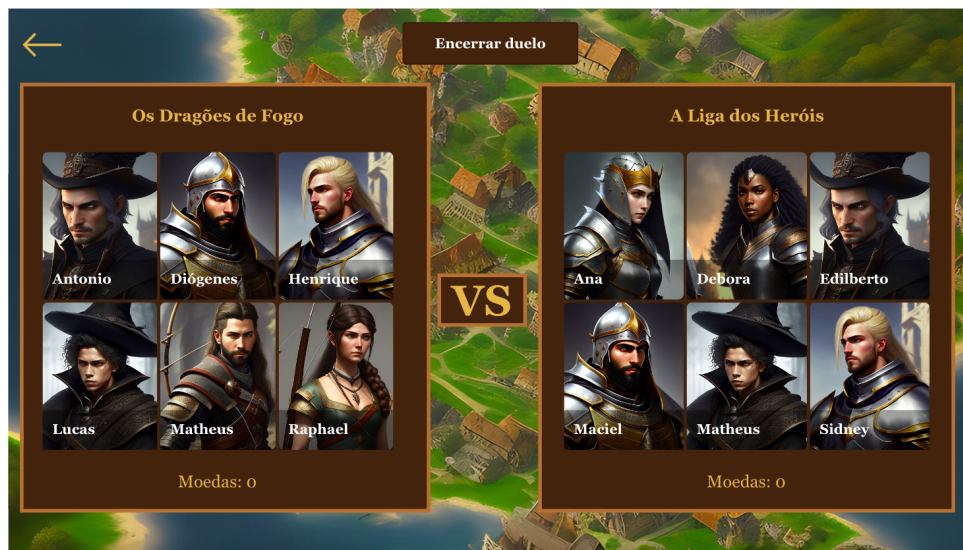 Encerrar duelo
Os Dragões de Fogo
Antonio
Diógenes
Henrique
Lucas
Matheus
Raphael
Moedas: 0
VS
A Liga dos Heróis
Ana
Debora
Edilberto
Maciel
Matheus
Sidney
Moedas: 0